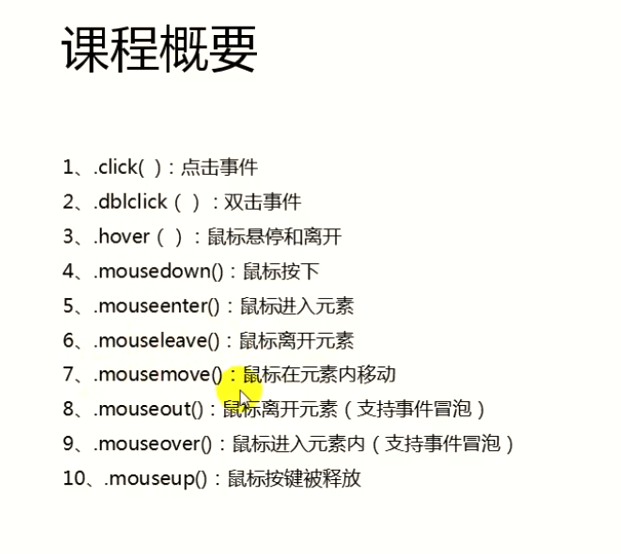 课程概要
1、.click( )：点击事件
2、.dblclick（ ）：双击事件
3、.hover（ ）：鼠标悬停和离开
4、.mousedown()：鼠标按下
5、.mouseenter()：鼠标进入元素
6、.mouseleave()：鼠标离开元素
7、.mousemove()：鼠标在元素内移动
8、.mouseout()：鼠标离开元素（支持事件冒泡）
9、.mouseover()：鼠标进入元素内（支持事件冒泡）
10、.mouseup()：鼠标按键被释放